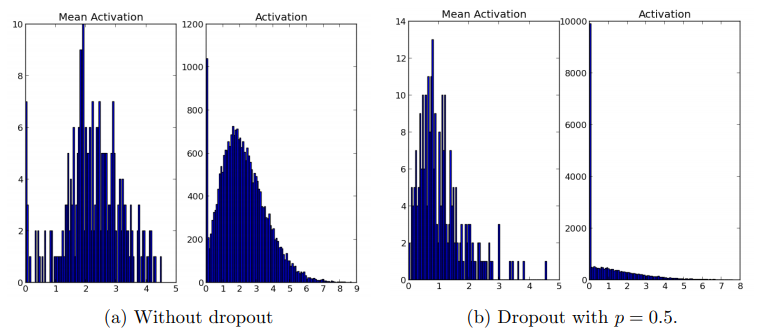 Mean Activation
10
8
6
4
2
0
0 1 2 3 4 5
Activation
1200
1000
800
600
400
200
0
0 1 2 3 4 5 6 7 8 9
(a) Without dropout
Mean Activation
14
12
10
8
6
4
2
0
0 1 2 3 4 5
Activation
10000
8000
6000
4000
2000
0
0 1 2 3 4 5 6 7 8
(b) Dropout with p = 0.5.